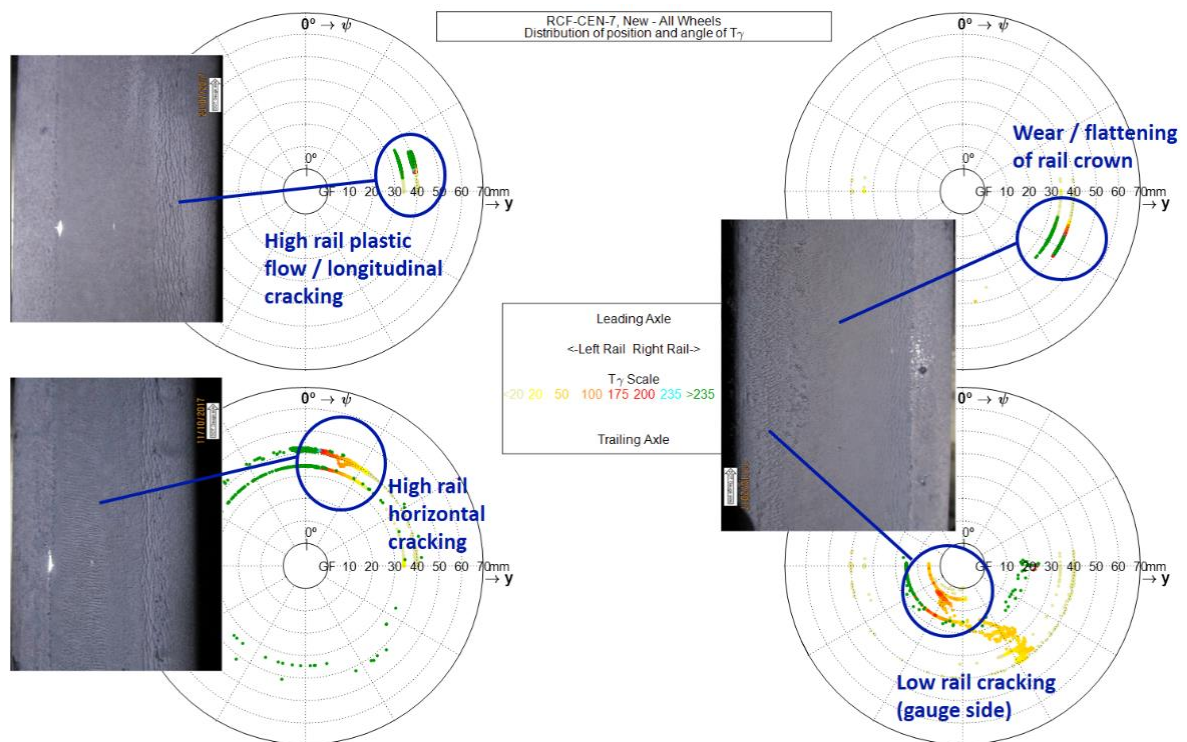 RCF-CEN-7, New - All Wheels
Distribution of position and angle of Tγ
0° → ψ
0°
GF 10 20 30 40 50 60 70mm
→ y
High rail plastic
flow / longitudinal
cracking
0° → ψ
Wear / flattening
of rail crown
0°
GF 10 20 30 40 50 60 70mm
→ y
Leading Axle
<-Left Rail Right Rail->
Tγ Scale
<20 20 50 100 175 200 235 >235
Trailing Axle
11/10/2017
0° → ψ
High rail
horizontal
cracking
0°
GF 10 20 30 40 50 60 70mm
→ y
0° → ψ
0°
GF 10 20 30 40 50 60 70mm
→ y
Low rail cracking
(gauge side)